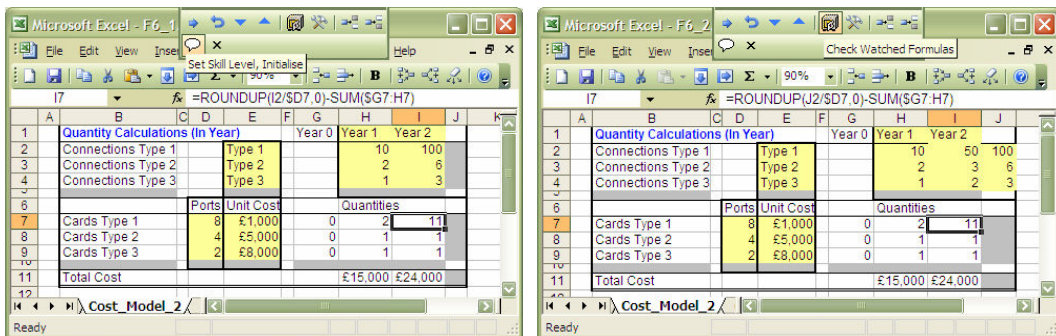 Microsoft Excel - F6_1
File Edit View Inser Help
Set Skill Level, Initialise
Σ 90% B
I7 fx =ROUNDUP(I2/$D7,0)-SUM($G7:H7)
A B C D E F G H I J K
1 Quantity Calculations (In Year) Year 0 Year 1 Year 2
2 Connections Type 1 Type 1 10 100
3 Connections Type 2 Type 2 2 6
4 Connections Type 3 Type 3 1 3
6 Ports Unit Cost Quantities
7 Cards Type 1 8 £1,000 0 2 11
8 Cards Type 2 4 £5,000 0 1 1
9 Cards Type 3 2 £8,000 0 1 1
10
11 Total Cost £15,000 £24,000
12
Cost_Model_2
Ready
Microsoft Excel - F6_2
File Edit View Inser Check Watched Formulas
Σ 90% B
I7 fx =ROUNDUP(J2/$D7,0)-SUM($G7:H7)
A B C D E F G H I J
1 Quantity Calculations (In Year) Year 0 Year 1 Year 2
2 Connections Type 1 Type 1 10 50 100
3 Connections Type 2 Type 2 2 3 6
4 Connections Type 3 Type 3 1 2 3
6 Ports Unit Cost Quantities
7 Cards Type 1 8 £1,000 0 2 11
8 Cards Type 2 4 £5,000 0 1 1
9 Cards Type 3 2 £8,000 0 1 1
10
11 Total Cost £15,000 £24,000
Cost_Model_2
Ready